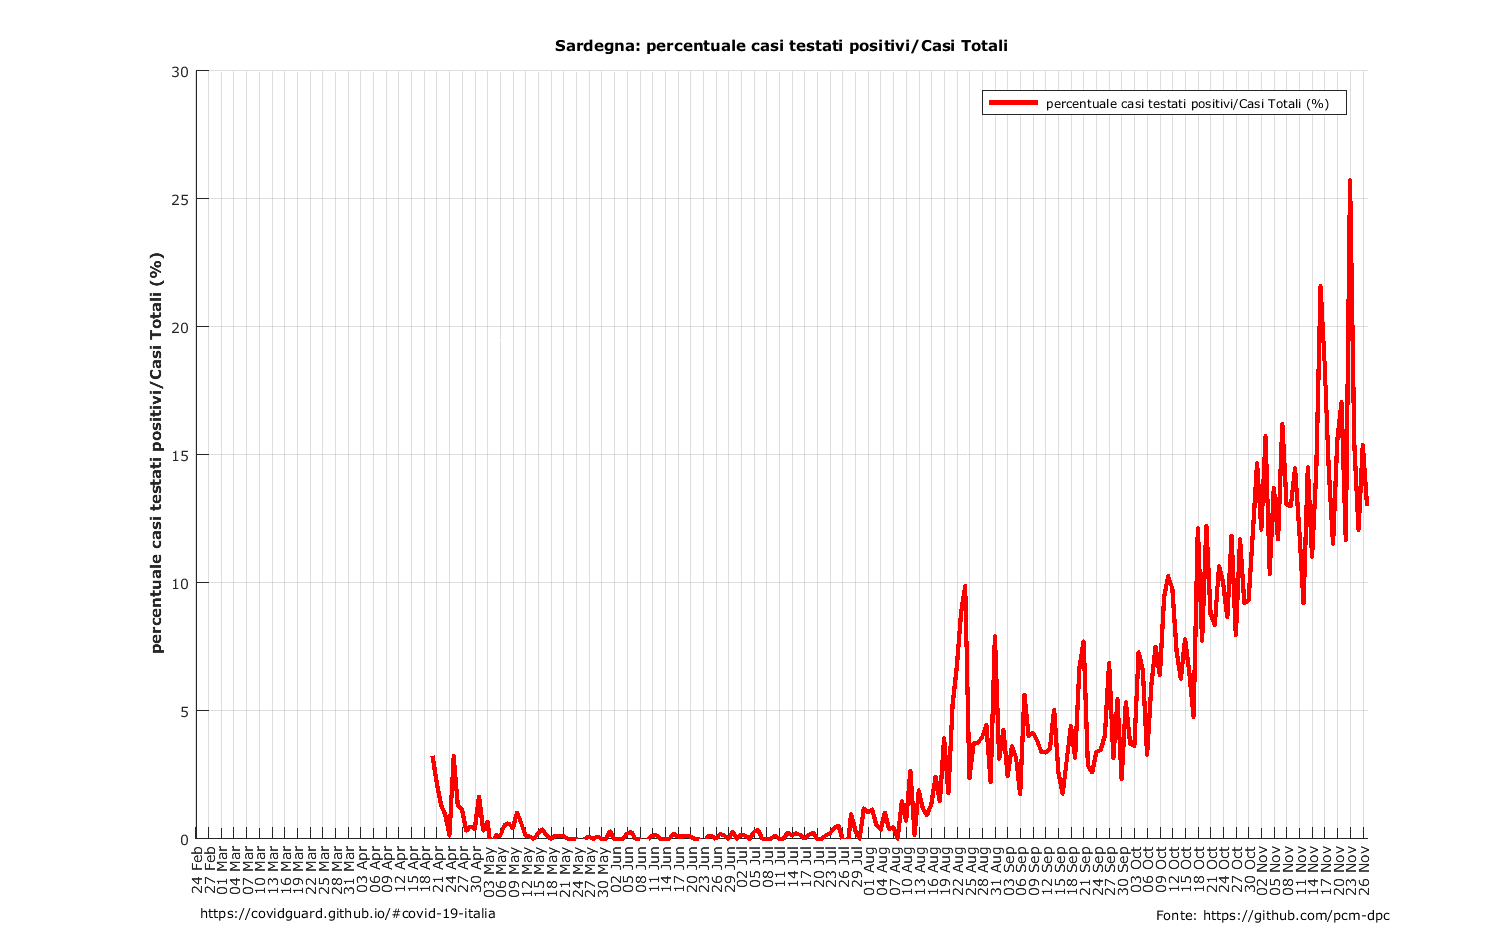 Sardegna: percentuale casi testati positivi/Casi Totali
percentuale casi testati positivi/Casi Totali (%)
percentuale casi testati positivi/Casi Totali (%)
30
25
20
15
10
5
0
24 Feb
27 Feb
01 Mar
04 Mar
07 Mar
10 Mar
13 Mar
16 Mar
19 Mar
22 Mar
25 Mar
28 Mar
31 Mar
03 Apr
06 Apr
09 Apr
12 Apr
15 Apr
18 Apr
21 Apr
24 Apr
27 Apr
30 Apr
03 May
06 May
09 May
12 May
15 May
18 May
21 May
24 May
27 May
30 May
02 Jun
05 Jun
08 Jun
11 Jun
14 Jun
17 Jun
20 Jun
23 Jun
26 Jun
29 Jun
02 Jul
05 Jul
08 Jul
11 Jul
14 Jul
17 Jul
20 Jul
23 Jul
26 Jul
29 Jul
01 Aug
04 Aug
07 Aug
10 Aug
13 Aug
16 Aug
19 Aug
22 Aug
25 Aug
28 Aug
31 Aug
03 Sep
06 Sep
09 Sep
12 Sep
15 Sep
18 Sep
21 Sep
24 Sep
27 Sep
30 Sep
03 Oct
06 Oct
09 Oct
12 Oct
15 Oct
18 Oct
21 Oct
24 Oct
27 Oct
30 Oct
02 Nov
05 Nov
08 Nov
11 Nov
14 Nov
17 Nov
20 Nov
23 Nov
26 Nov
https://covidguard.github.io/#covid-19-italia
Fonte: https://github.com/pcm-dpc